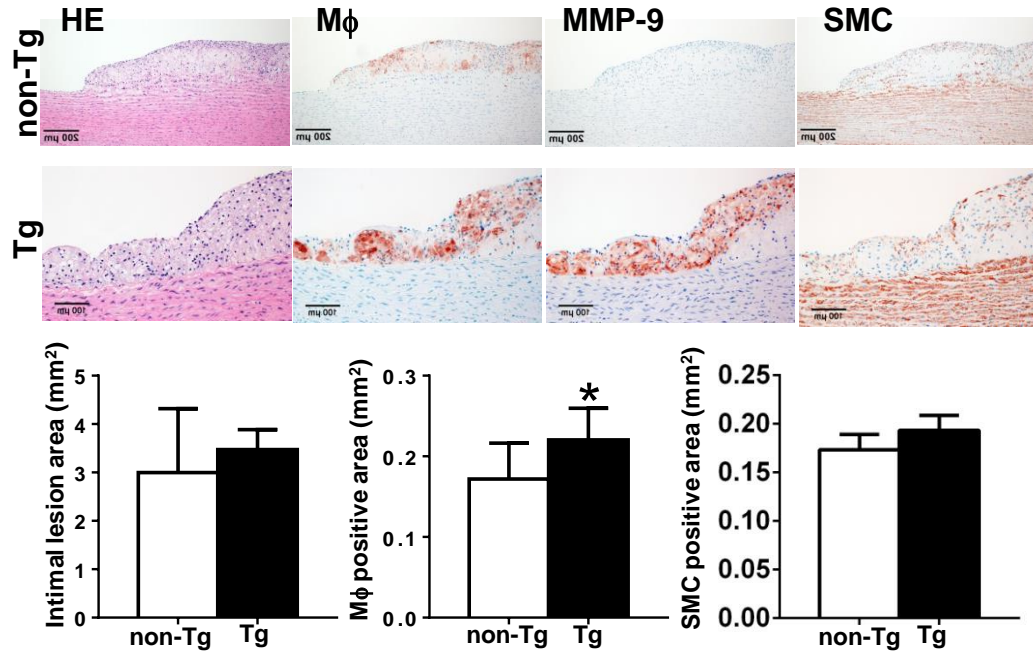 HE Mϕ MMP-9 SMC
non-Tg
200 µm 200 µm 200 µm 200 µm
Tg
100 µm 100 µm 100 µm 100 µm
Intimal lesion area (mm²)
5
4
3
2
1
0
non-Tg Tg
Mϕ positive area (mm²)
0.3
0.2
0.1
0.0
*
non-Tg Tg
SMC positive area (mm²)
0.25
0.20
0.15
0.10
0.05
0.00
non-Tg Tg